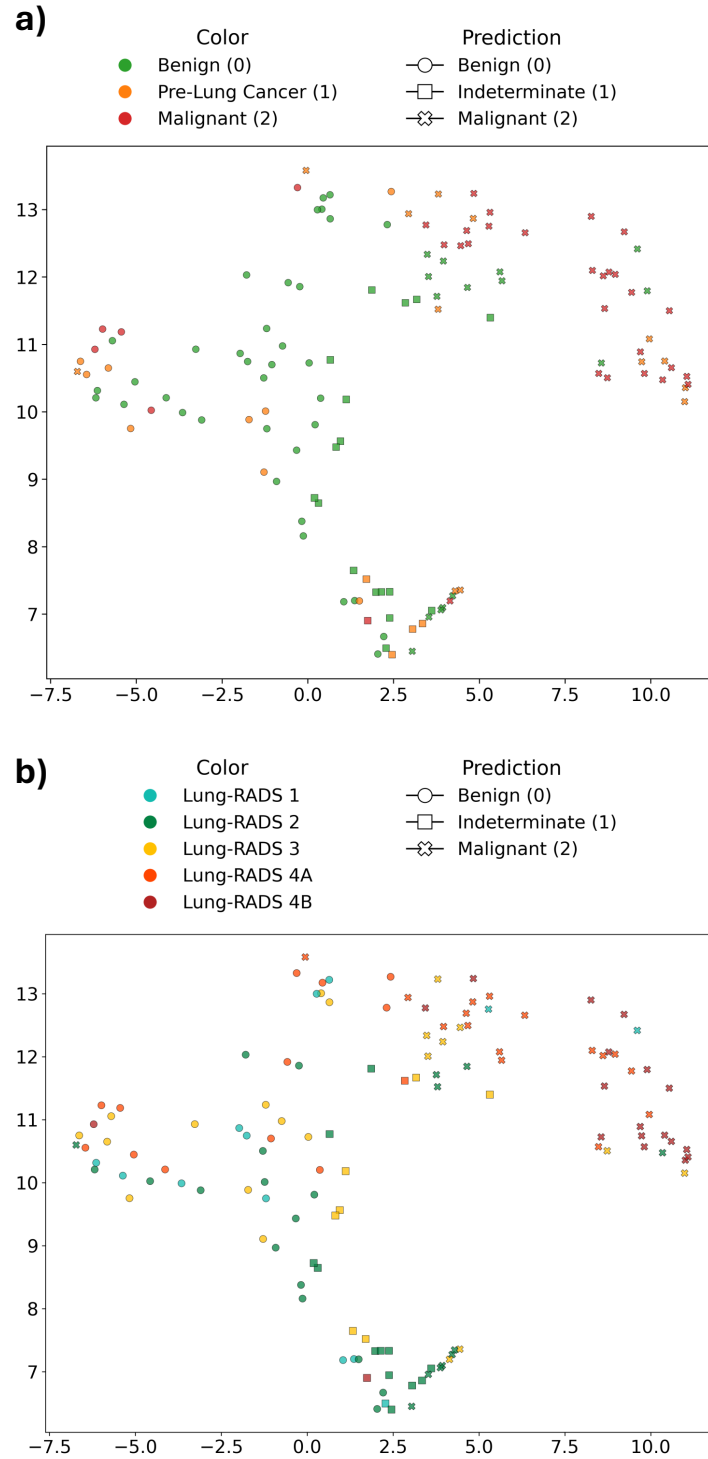 a)
Color Prediction
Benign (0) Benign (0)
Pre-Lung Cancer (1) Indeterminate (1)
Malignant (2) Malignant (2)
13
12
11
10
9
8
7
−7.5 −5.0 −2.5 0.0 2.5 5.0 7.5 10.0
b)
Color Prediction
Lung-RADS 1 Benign (0)
Lung-RADS 2 Indeterminate (1)
Lung-RADS 3 Malignant (2)
Lung-RADS 4A
Lung-RADS 4B
13
12
11
10
9
8
7
−7.5 −5.0 −2.5 0.0 2.5 5.0 7.5 10.0